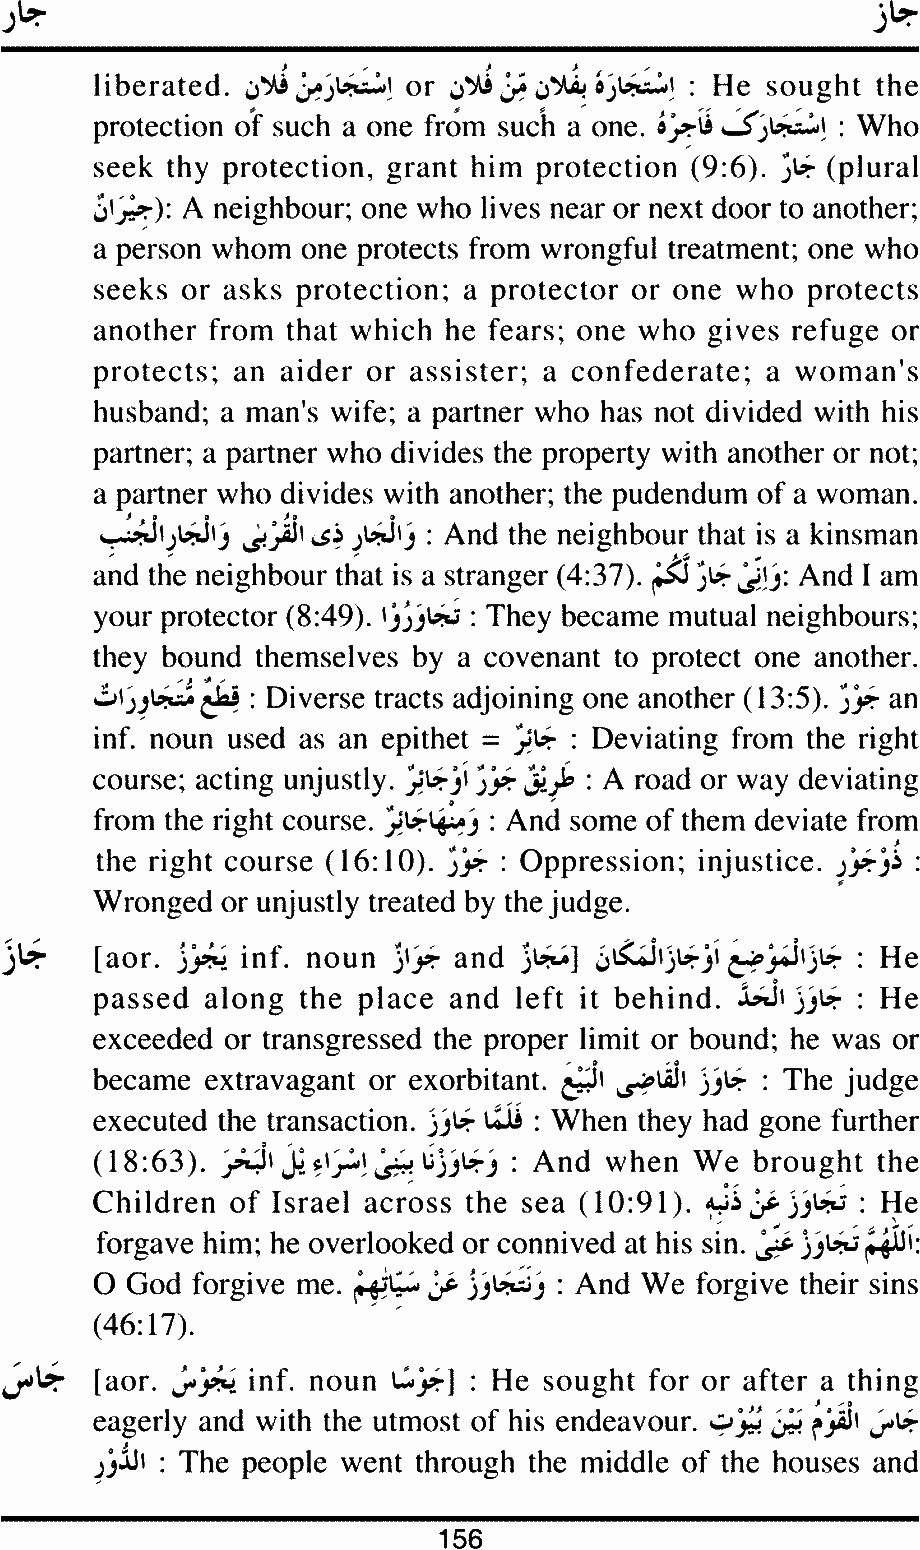 جار جاز
liberated. اِسْتَجَارَمِنْ فُلَانٍ or اِسْتَجَارَهُ بِفُلَانٍ مِّنْ فُلَانٍ : He sought the
protection of such a one from such a one. اِسْتَجَارَكَ فَاَجِرْهُ : Who
seek thy protection, grant him protection (9:6). جَارٌ (plural
جِيْرَانٌ): A neighbour; one who lives near or next door to another;
a person whom one protects from wrongful treatment; one who
seeks or asks protection; a protector or one who protects
another from that which he fears; one who gives refuge or
protects; an aider or assister; a confederate; a woman's
husband; a man's wife; a partner who has not divided with his
partner; a partner who divides the property with another or not;
a partner who divides with another; the pudendum of a woman.
وَالْجَارِ ذِى الْقُرْبٰى وَالْجَارِالْجُنُبِ : And the neighbour that is a kinsman
and the neighbour that is a stranger (4:37). وَاِنِّىْ جَارٌ لَّكُمْ: And I am
your protector (8:49). تَجَاوَرُوْا : They became mutual neighbours;
they bound themselves by a covenant to protect one another.
قِطَعٌ مُّتَجَاوِرَاتٌ : Diverse tracts adjoining one another (13:5). جَوْرٌ an
inf. noun used as an epithet = جَائِرٌ : Deviating from the right
course; acting unjustly. طَرِيْقٌ جَوْرٌ اَوْجَائِرٌ : A road or way deviating
from the right course. وَمِنْهَاجَائِرٌ : And some of them deviate from
the right course (16:10). جَوْرٌ : Oppression; injustice. ذُوْجَوْرٍ :
Wronged or unjustly treated by the judge.
جَازَ [aor. يَجُوْزُ inf. noun جَوَازٌ and مَجَازٌ] جَازَالْمَوْضِعَ اَوْجَازَالْمَكَانَ : He
passed along the place and left it behind. جَاوَزَ الْحَدَّ : He
exceeded or transgressed the proper limit or bound; he was or
became extravagant or exorbitant. جَاوَزَ الْقَاضِى الْبَيْعَ : The judge
executed the transaction. فَلَمَّا جَاوَزَ : When they had gone further
(18:63). وَجَاوَزْنَا بِبَنِىْ اِسْرَاءِ يْلَ الْبَحْرَ : And when We brought the
Children of Israel across the sea (10:91). تَجَاوَزَ عَنْ ذَنْبِهٖ : He
forgave him; he overlooked or connived at his sin. اَللّٰهُمَّ تَجَاوَزْ عَنِّىْ:
O God forgive me. وَنَتَجَاوَزُ عَنْ سَيِّاٰتِهِمْ : And We forgive their sins
(46:17).
جَاسَ [aor. يَجُوْسُ inf. noun جَوْسًا] : He sought for or after a thing
eagerly and with the utmost of his endeavour. جَاسَ الْقَوْمُ بَيْنَ بُيُوْتِ
الدُّوْرِ : The people went through the middle of the houses and
156